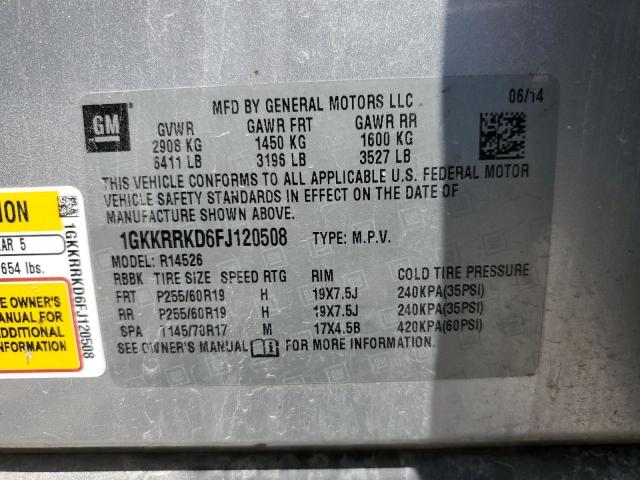 GM
MFD BY GENERAL MOTORS LLC
06/14
GVWR GAWR FRT GAWR RR
2908 KG 1450 KG 1600 KG
6411 LB 3196 LB 3527 LB
THIS VEHICLE CONFORMS TO ALL APPLICABLE U.S. FEDERAL MOTOR
VEHICLE SAFETY STANDARDS IN EFFECT ON THE DATE OF
MANUFACTURE SHOWN ABOVE.
1GKKRRKD6FJ120508 TYPE: M.P.V.
MODEL: R14526
RBBK TIRE SIZE SPEED RTG RIM COLD TIRE PRESSURE
FRT P255/60R19 H 19X7.5J 240KPA(35PSI)
RR P255/60R19 H 19X7.5J 240KPA(35PSI)
SPA T145/70R17 M 17X4.5B 420KPA(60PSI)
SEE OWNER'S MANUAL FOR MORE INFORMATION.
ION
AR 5
654 lbs.
E OWNER'S
MANUAL FOR
ADDITIONAL
INFORMATION
1GKKRRKD6FJ120508